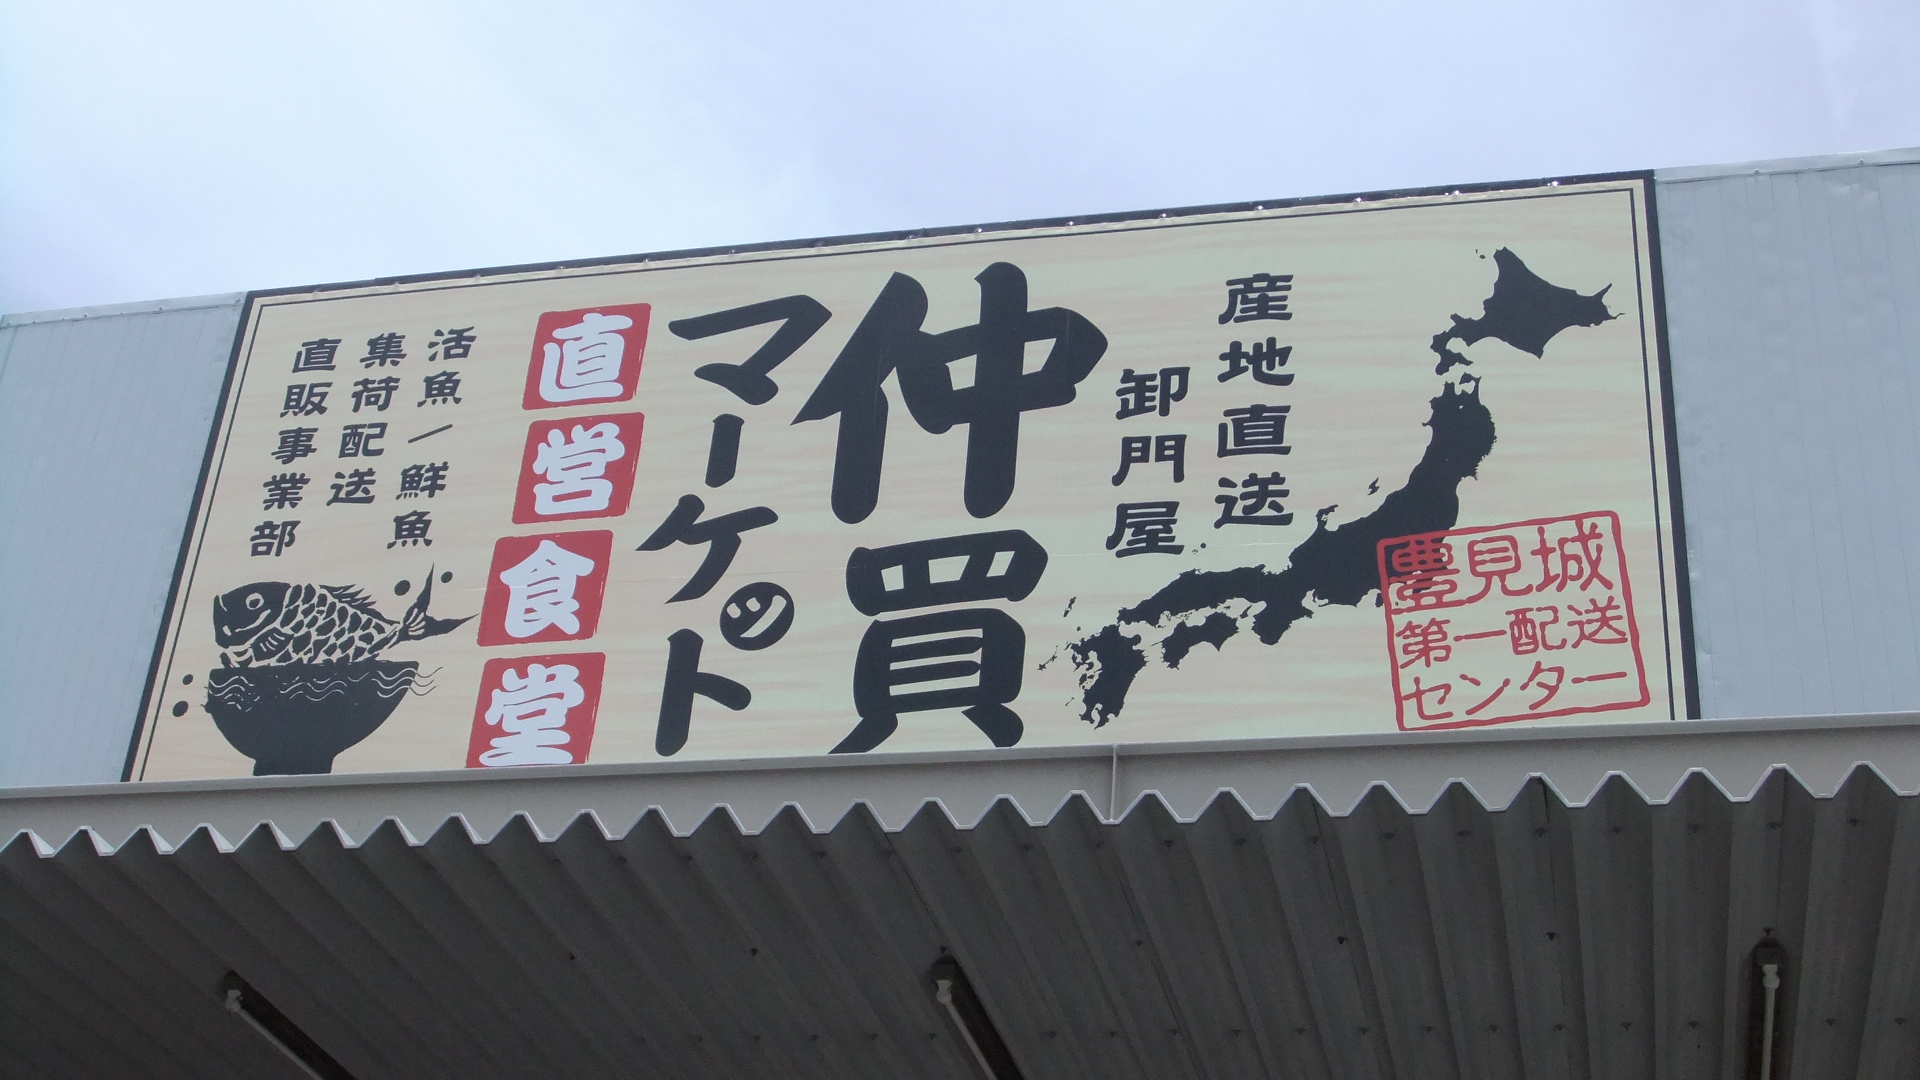 産地直送
卸門屋
仲買
マーケット
直営食堂
活魚/鮮魚
集荷配送
直販事業部
豊見城
第一配送
センター